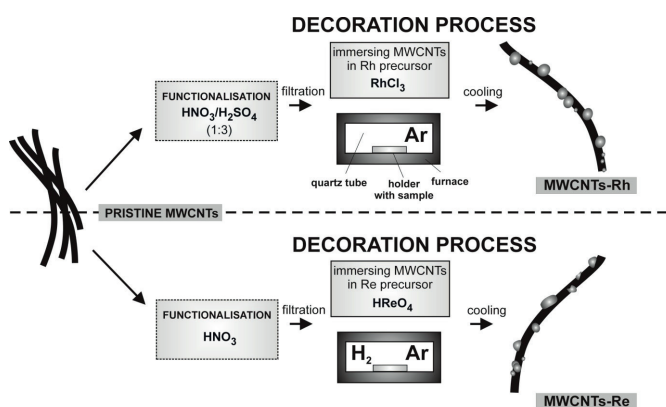 DECORATION PROCESS
FUNCTIONALISATION
HNO₃/H₂SO₄
(1:3)
filtration
immersing MWCNTs
in Rh precursor
RhCl₃
cooling
Ar
quartz tube
holder
with sample
furnace
MWCNTs-Rh
PRISTINE MWCNTs
DECORATION PROCESS
FUNCTIONALISATION
HNO₃
filtration
immersing MWCNTs
in Re precursor
HReO₄
cooling
H₂ Ar
MWCNTs-Re